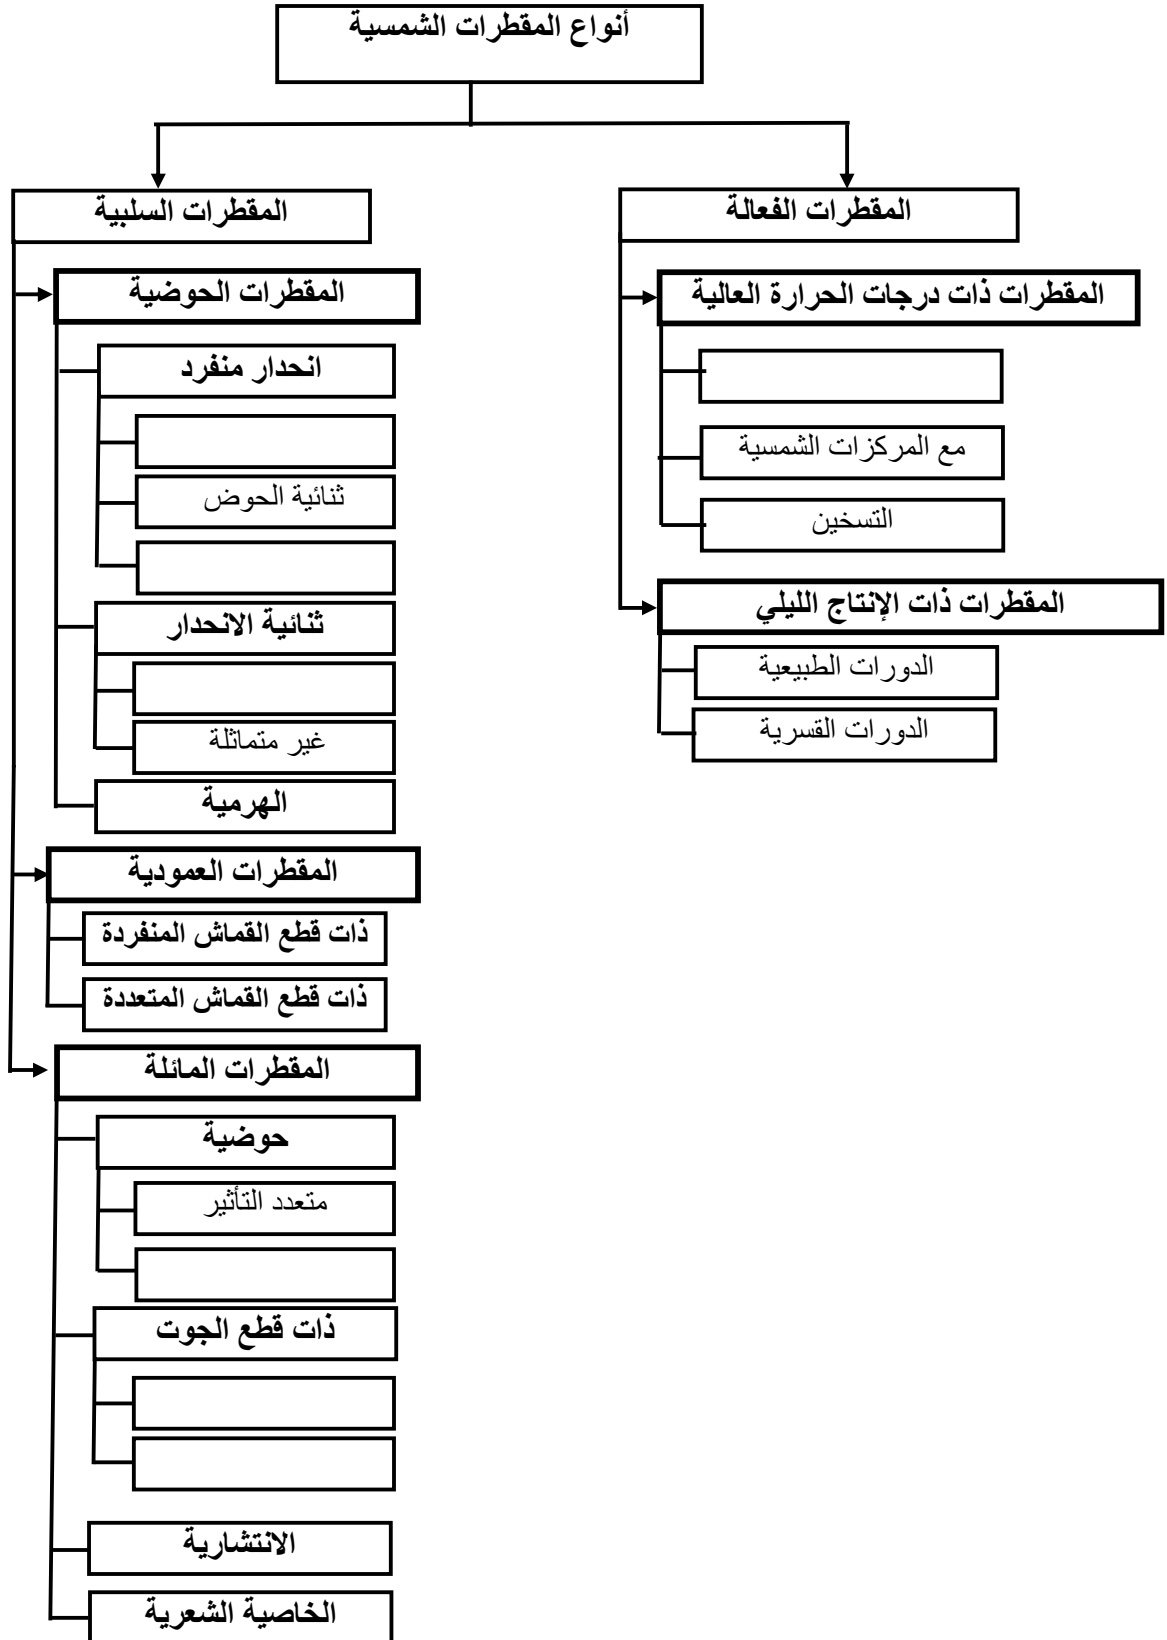 أنواع المقطرات الشمسية
المقطرات الفعالة
المقطرات ذات درجات الحرارة العالية
مع المركزات الشمسية
التسخين
المقطرات ذات الإنتاج الليلي
الدورات الطبيعية
الدورات القسرية
المقطرات السلبية
المقطرات الحوضية
انحدار منفرد
ثنائية الحوض
ثنائية الانحدار
غير متماثلة
الهرمية
المقطرات العمودية
ذات قطع القماش المنفردة
ذات قطع القماش المتعددة
المقطرات المائلة
حوضية
متعدد التأثير
ذات قطع الجوت
الانتشارية
الخاصية الشعرية